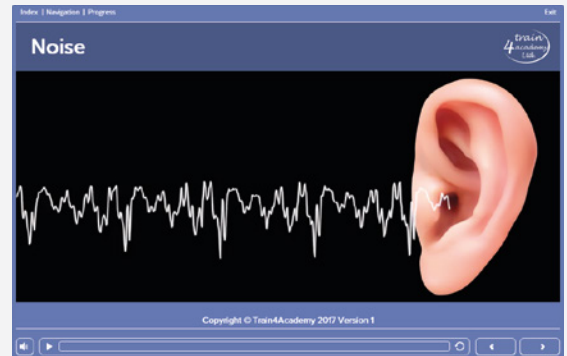 Index | Navigation | Progress
Exit
Noise
train
4academy
Ltd.
Copyright © Train4Academy 2017 Version 1